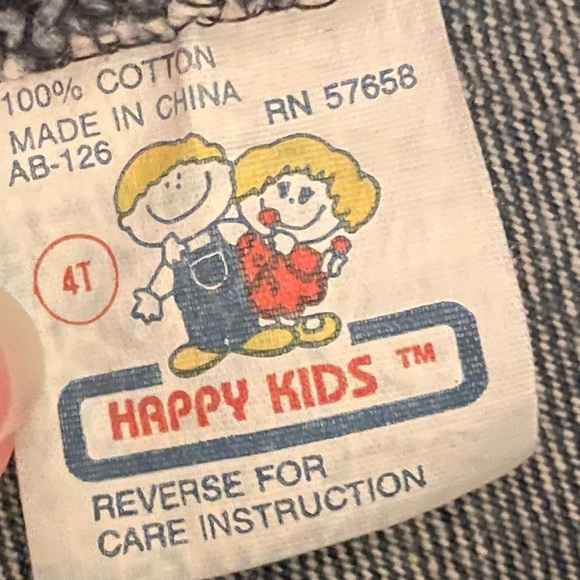 100% COTTON
MADE IN CHINA
AB-126
RN 57658
4T
HAPPY KIDS ™
REVERSE FOR
CARE INSTRUCTION